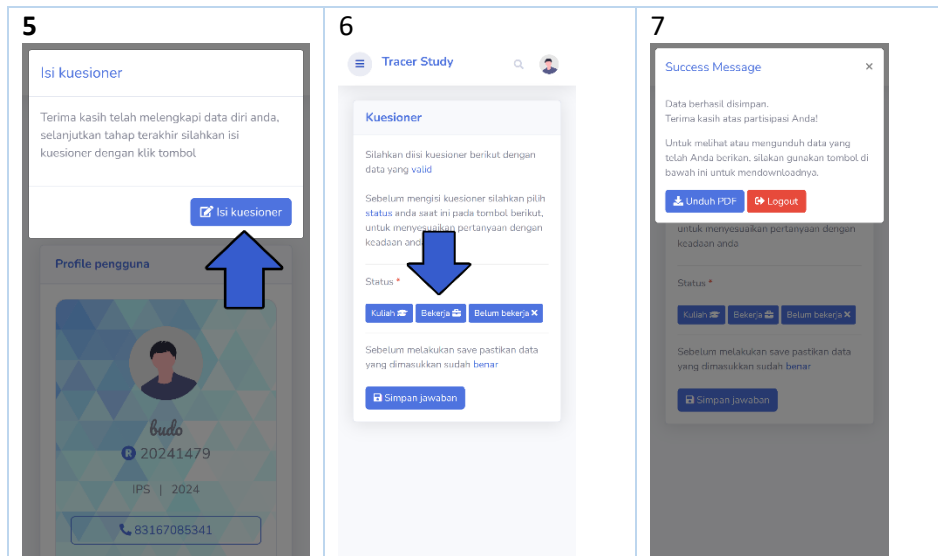 5
Isi kuesioner
Terima kasih telah melengkapi data diri anda,
selanjutkan tahap terakhir silahkan isi
kuesioner dengan klik tombol
Isi kuesioner
Profile pengguna
budo
R 20241479
IPS | 2024
83167085341
6
Tracer Study
Kuesioner
Silahkan diisi kuesioner berikut dengan
data yang valid
Sebelum mengisi kuesioner silahkan pilih
status anda saat ini pada tombol berikut,
untuk menyesuaikan pertanyaan dengan
keadaan anda
Status *
Kuliah
Bekerja
Belum bekerja
Sebelum melakukan save pastikan data
yang dimasukkan sudah benar
Simpan jawaban
7
Success Message
Data berhasil disimpan.
Terima kasih atas partisipasi Anda!
Untuk melihat atau mengunduh data yang
telah Anda berikan. silakan gunakan tombol di
bawah ini untuk mendownloadnya.
Unduh PDF
Logout
untuk menyesuaikan pertanyaan dengan
keadaan anda
Status *
Kuliah
Bekerja
Belum bekerja
Sebelum melakukan save pastikan data
yang dimasukkan sudah benar
Simpan jawaban